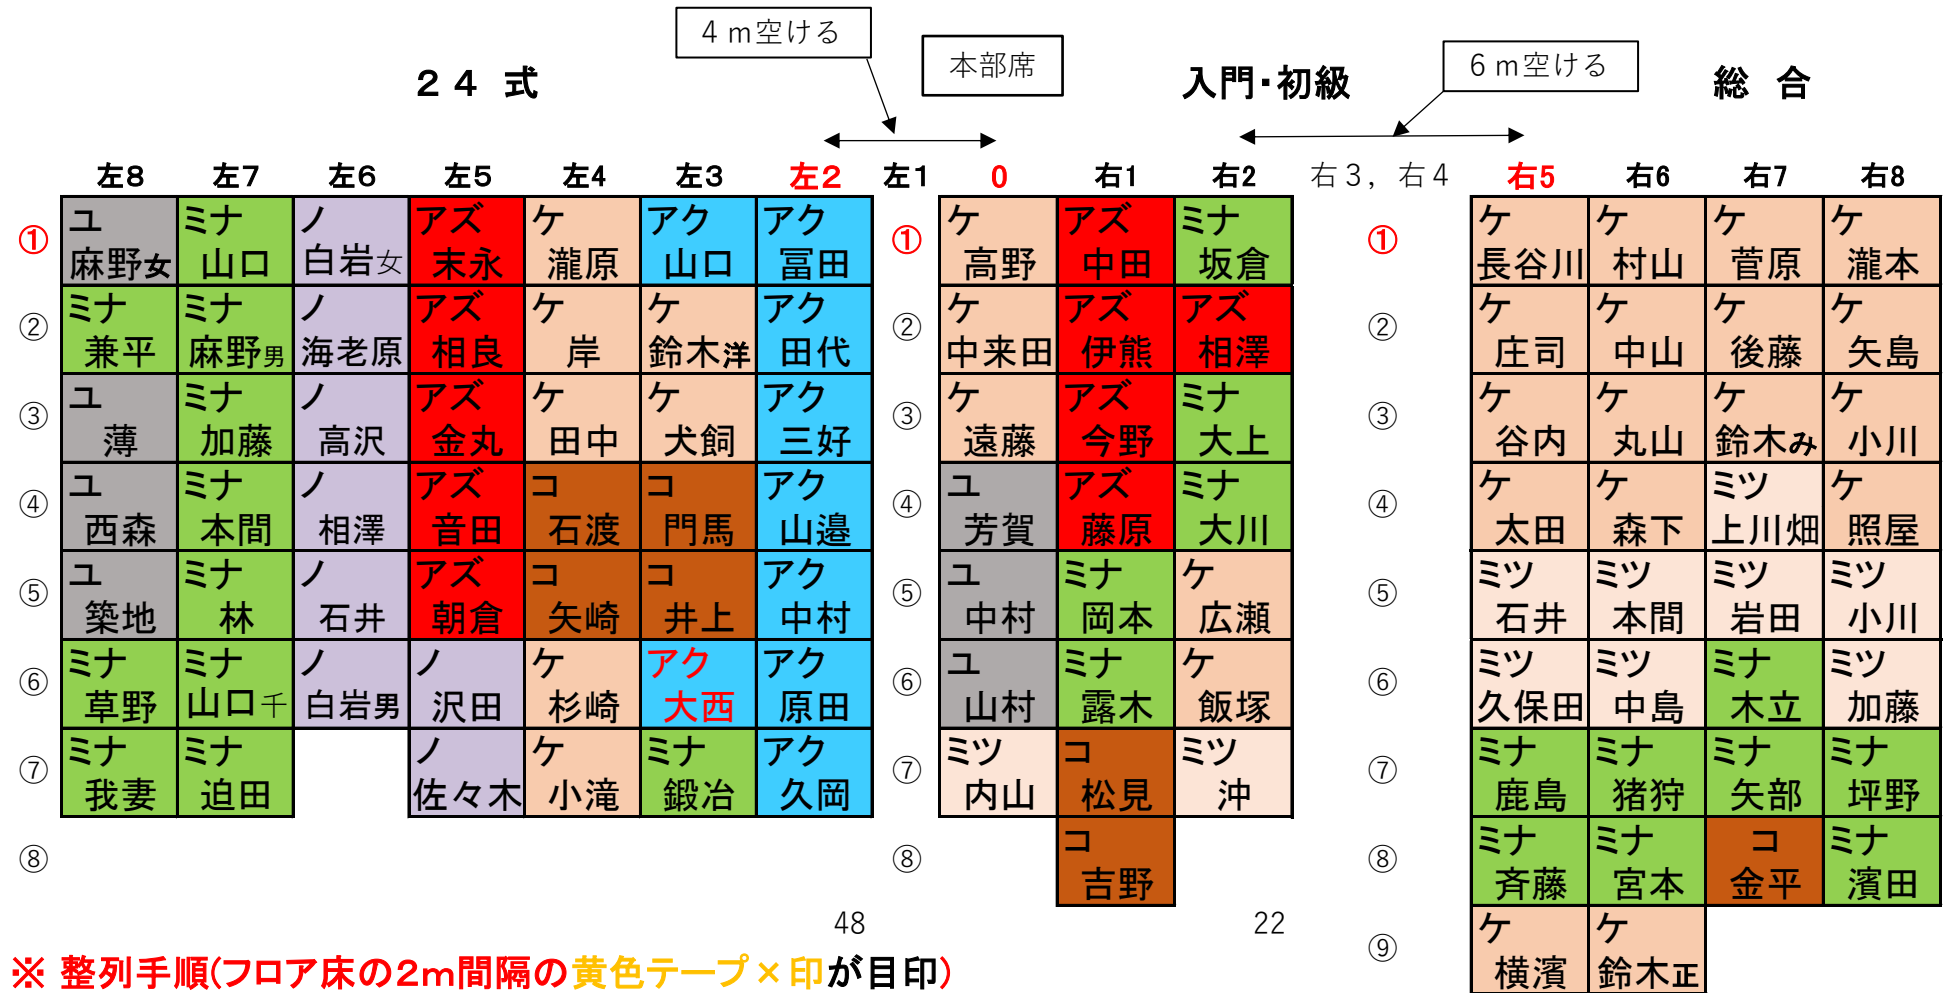 4m空ける
本部席
6m空ける
24 式
入門・初級
総 合
左8 左7 左6 左5 左4 左3 左2 左1 0 右1 右2 右3，右4 右5 右6 右7 右8
① ユ ミナ ノ アズ ケ アク アク ① ケ アズ ミナ ① ケ ケ ケ ケ
麻野女 山口 白岩女 末永 瀧原 山口 冨田 高野 中田 坂倉 長谷川 村山 菅原 瀧本
② ミナ ミナ ノ アズ ケ ケ アク ② ケ アズ アズ ② ケ ケ ケ ケ
兼平 麻野男 海老原 相良 岸 鈴木洋 田代 中来田 伊熊 相澤 庄司 中山 後藤 矢島
③ ユ ミナ ノ アズ ケ ケ アク ③ ケ アズ ミナ ③ ケ ケ ケ ケ
薄 加藤 高沢 金丸 田中 犬飼 三好 遠藤 今野 大上 谷内 丸山 鈴木み 小川
④ ユ ミナ ノ アズ コ コ アク ④ ユ アズ ミナ ④ ケ ケ ミツ ケ
西森 本間 相澤 音田 石渡 門馬 山邉 芳賀 藤原 大川 太田 森下 上川畑 照屋
⑤ ユ ミナ ノ アズ コ コ アク ⑤ ユ ミナ ケ ⑤ ミツ ミツ ミツ ミツ
築地 林 石井 朝倉 矢崎 井上 中村 中村 岡本 広瀬 石井 本間 岩田 小川
⑥ ミナ ミナ ノ ノ ケ アク アク ⑥ ユ ミナ ケ ⑥ ミツ ミツ ミナ ミツ
草野 山口千 白岩男 沢田 杉崎 大西 原田 山村 露木 飯塚 久保田 中島 木立 加藤
⑦ ミナ ミナ ノ ケ ミナ アク ⑦ ミツ コ ミツ ⑦ ミナ ミナ ミナ ミナ
我妻 迫田 佐々木 小滝 鍛冶 久岡 内山 松見 沖 鹿島 猪狩 矢部 坪野
⑧ ⑧ コ ⑧ ミナ ミナ コ ミナ
吉野 斉藤 宮本 金平 濱田
48 22
⑨ ケ ケ
横濱 鈴木正
※ 整列手順(フロア床の2m間隔の黄色テープ×印が目印)